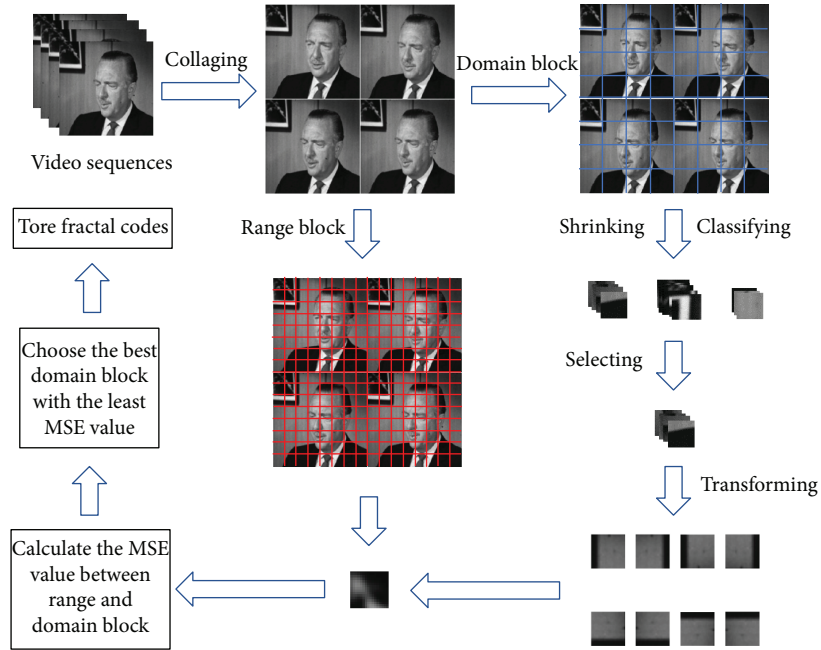 Collaging
Domain block
Video sequences
Tore fractal codes
Range block
Shrinking
Classifying
Choose the best
domain block
with the least
MSE value
Selecting
Transforming
Calculate the MSE
value between
range and
domain block